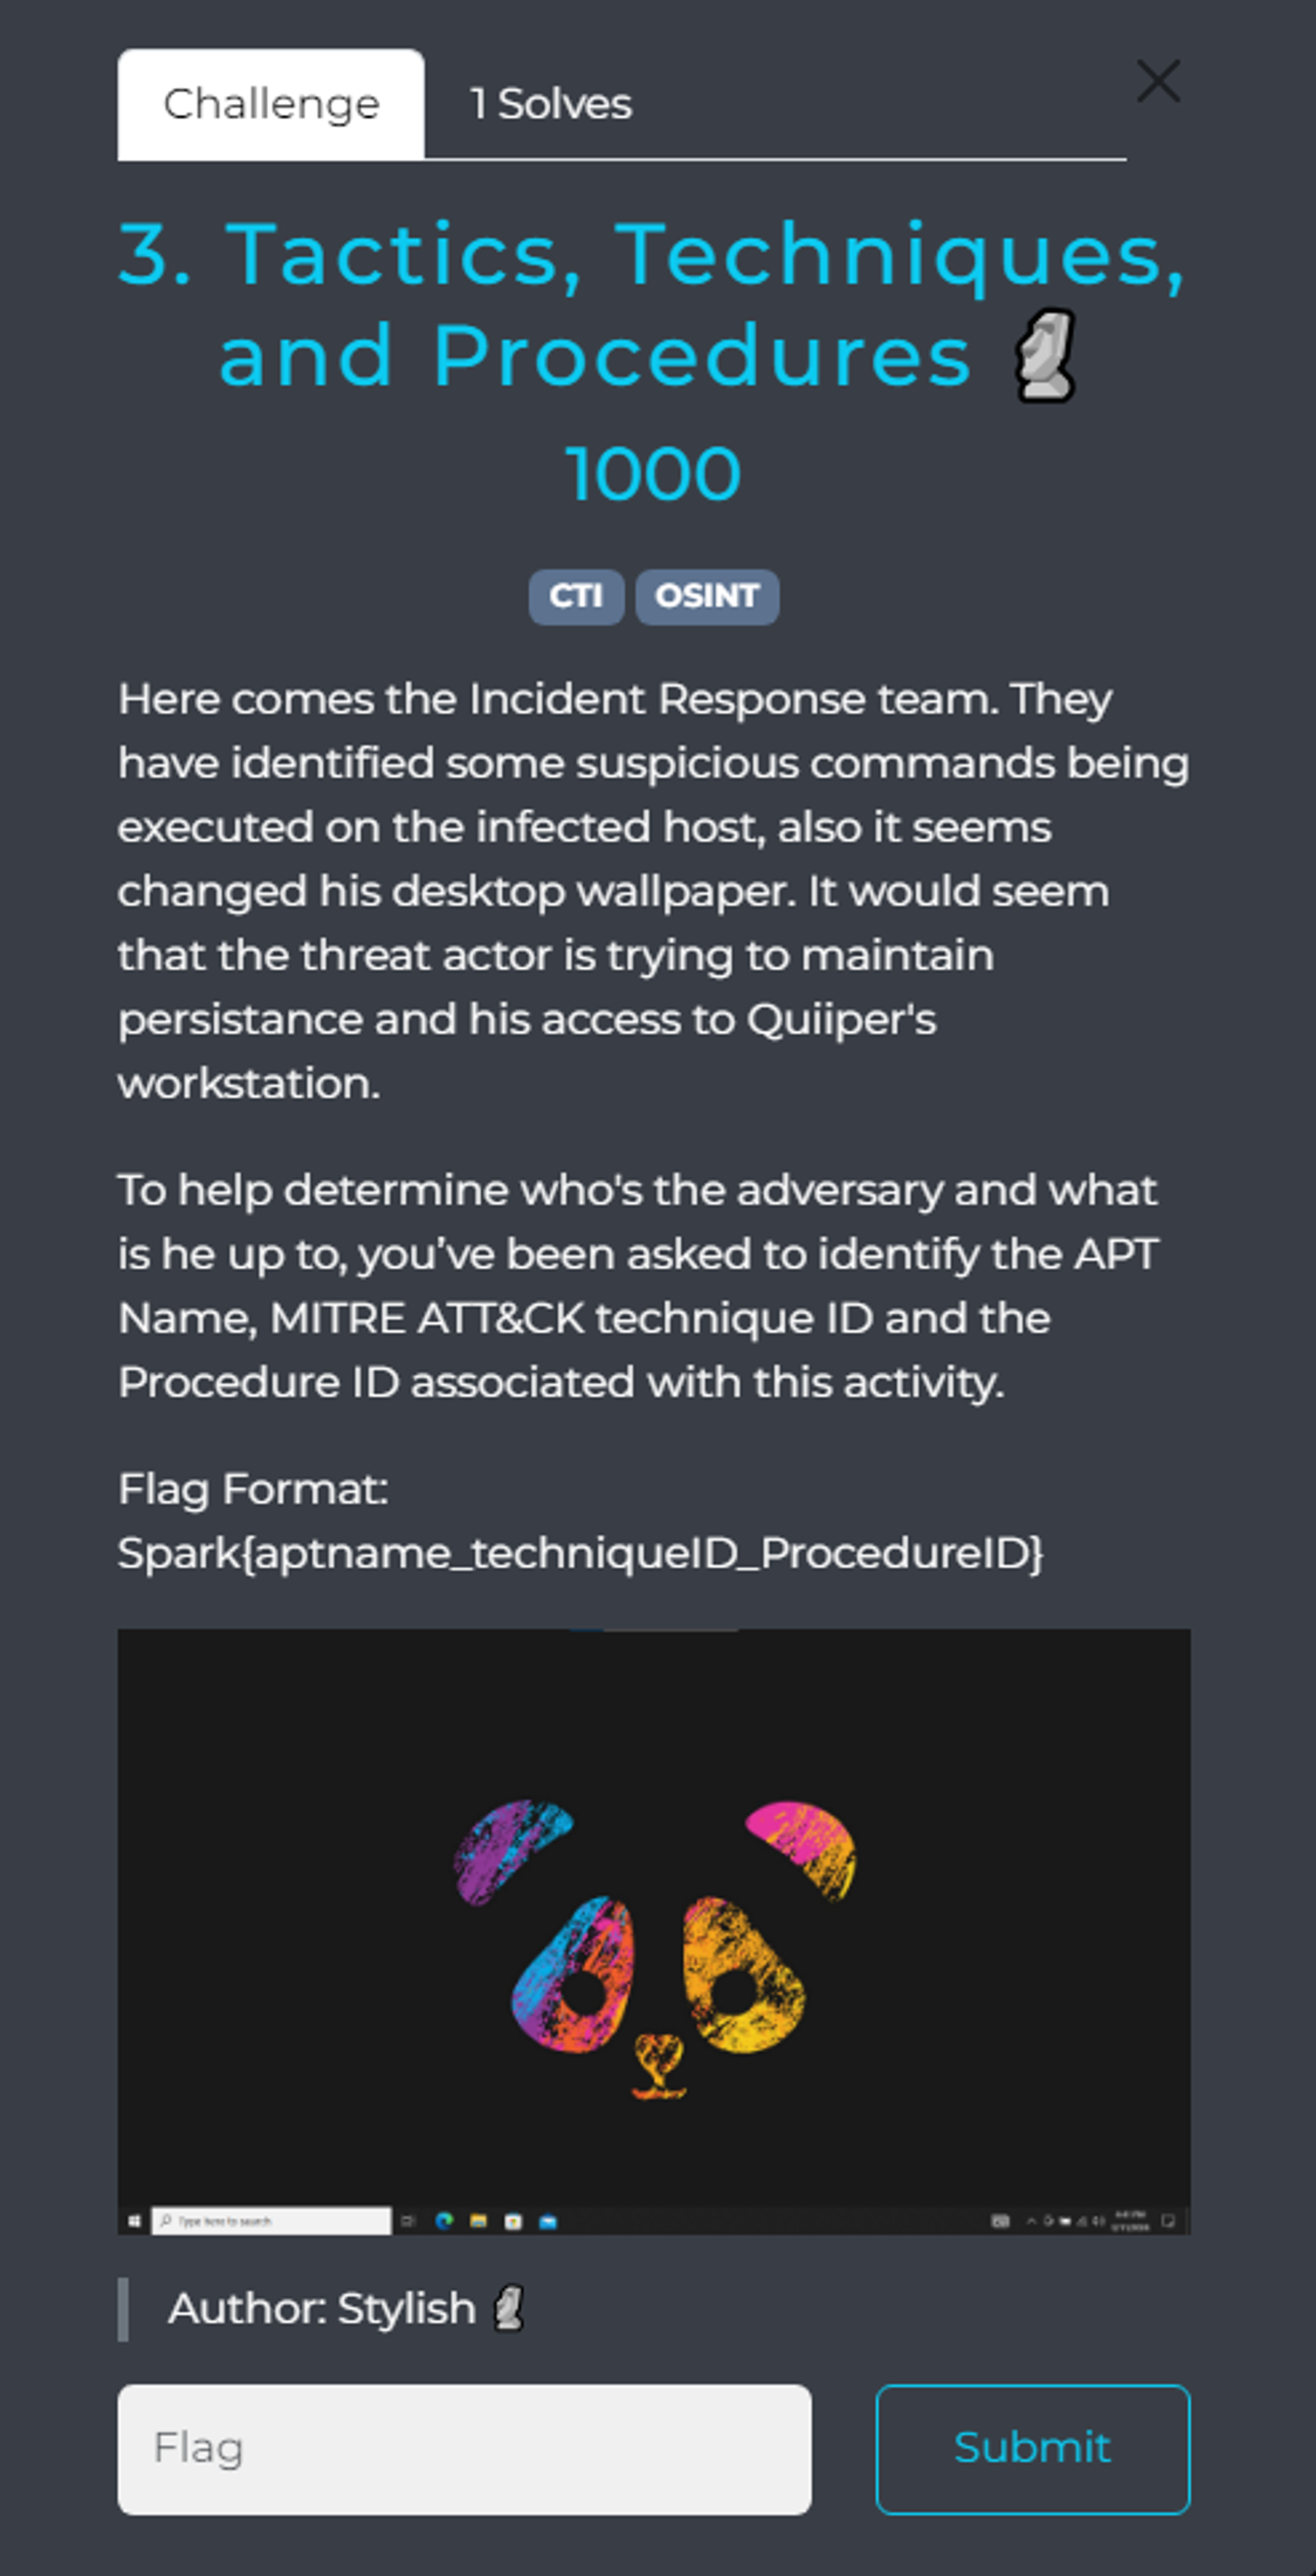 Challenge
1 Solves
3. Tactics, Techniques,
and Procedures 🗿
1000
CTI OSINT
Here comes the Incident Response team. They
have identified some suspicious commands being
executed on the infected host, also it seems
changed his desktop wallpaper. It would seem
that the threat actor is trying to maintain
persistance and his access to Quiiper's
workstation.
To help determine who's the adversary and what
is he up to, you’ve been asked to identify the APT
Name, MITRE ATT&CK technique ID and the
Procedure ID associated with this activity.
Flag Format:
Spark{aptname_techniqueID_ProcedureID}
Type here to search
Author: Stylish 🗿
Flag
Submit